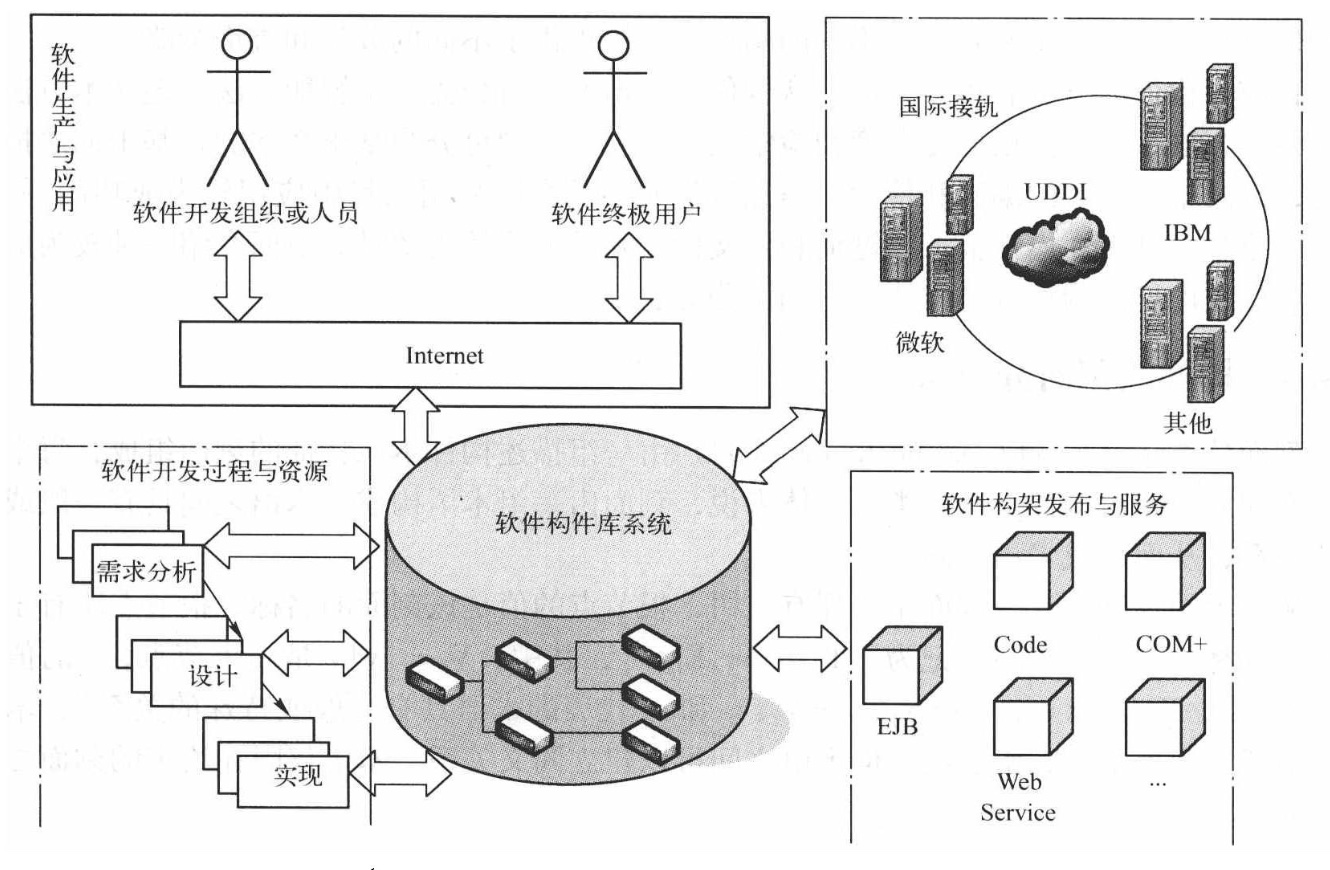 软件生产与应用
软件开发组织或人员
软件终极用户
Internet
国际接轨
UDDI
IBM
微软
其他
软件开发过程与资源
需求分析
设计
实现
软件构件库系统
软件构架发布与服务
Code
COM+
EJB
Web
Service
...